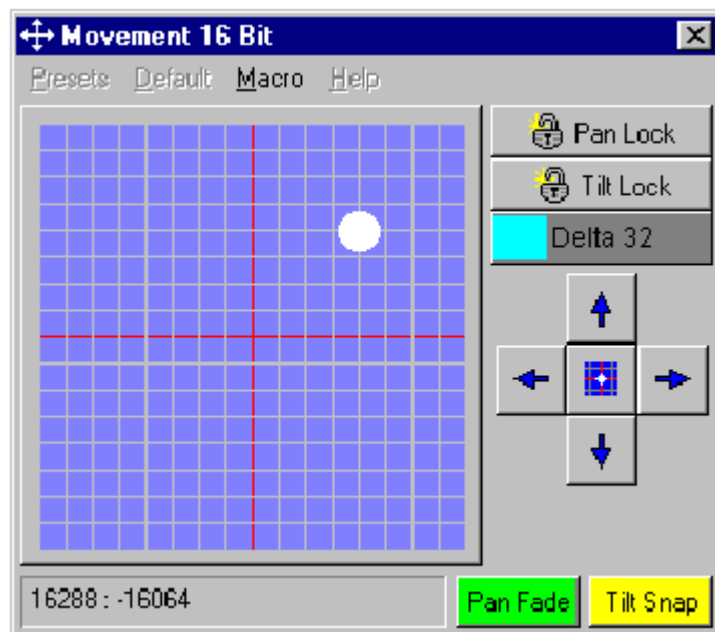 Movement 16 Bit
Presets Default Macro Help
Pan Lock
Tilt Lock
Delta 32
16288 : -16064
Pan Fade
Tilt Snap